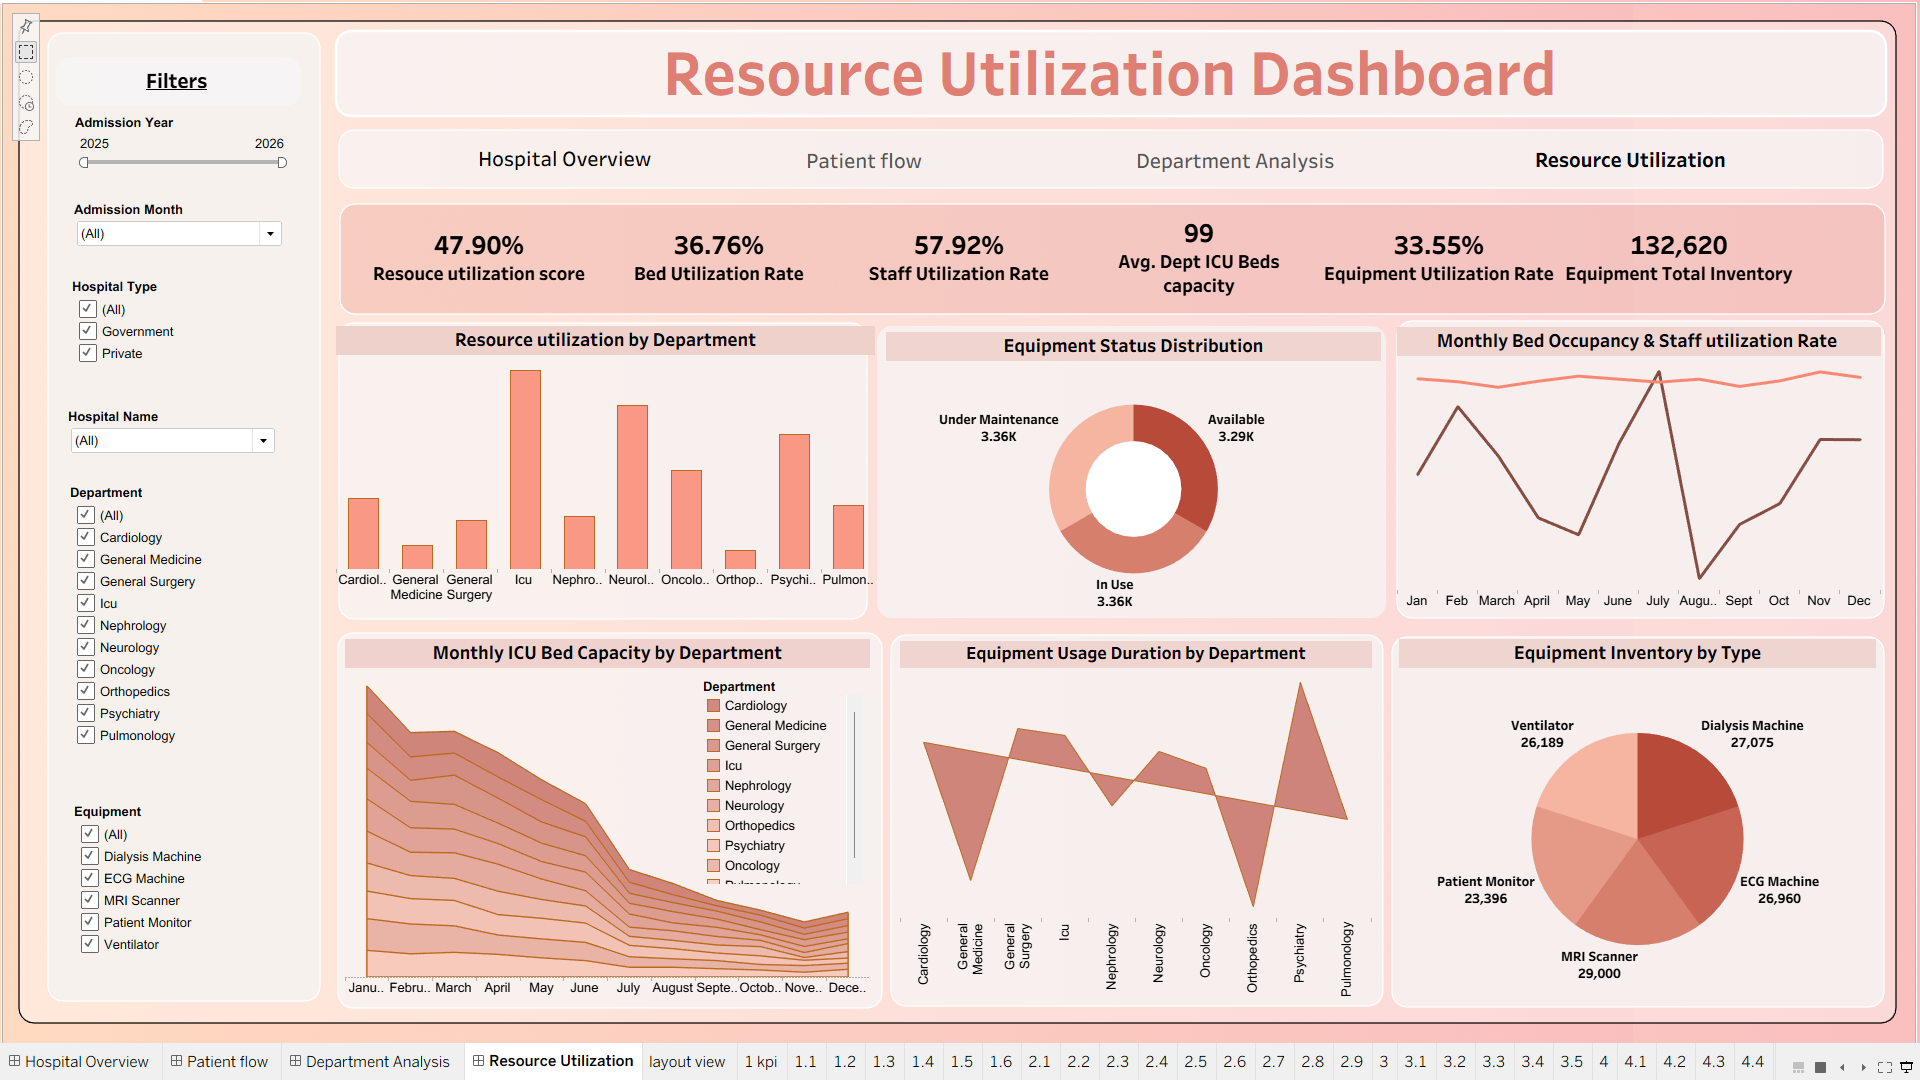 Filters
Admission Year
2025 2026
Admission Month
(All)
Hospital Type
(All)
Government
Private
Hospital Name
(All)
Department
(All)
Cardiology
General Medicine
General Surgery
Icu
Nephrology
Neurology
Oncology
Orthopedics
Psychiatry
Pulmonology
Equipment
(All)
Dialysis Machine
ECG Machine
MRI Scanner
Patient Monitor
Ventilator
Resource Utilization Dashboard
Hospital Overview Patient flow Department Analysis Resource Utilization
47.90%
Resouce utilization score
36.76%
Bed Utilization Rate
57.92%
Staff Utilization Rate
99
Avg. Dept ICU Beds
capacity
33.55%
Equipment Utilization Rate
132,620
Equipment Total Inventory
Resource utilization by Department
Cardiol.. General Medicine General Surgery Icu Nephro.. Neurol.. Oncolo.. Orthop.. Psychi.. Pulmon..
Equipment Status Distribution
Under Maintenance
3.36K
Available
3.29K
In Use
3.36K
Monthly Bed Occupancy & Staff utilization Rate
Jan Feb March April May June July Augu.. Sept Oct Nov Dec
Monthly ICU Bed Capacity by Department
Department
Cardiology
General Medicine
General Surgery
Icu
Nephrology
Neurology
Orthopedics
Psychiatry
Oncology
Pulmonology
Janu.. Febru.. March April May June July August Septe.. Octob.. Nove.. Dece..
Equipment Usage Duration by Department
Cardiology
General
Medicine
General
Surgery
Icu
Nephrology
Neurology
Oncology
Orthopedics
Psychiatry
Pulmonology
Equipment Inventory by Type
Ventilator
26,189
Dialysis Machine
27,075
Patient Monitor
23,396
ECG Machine
26,960
MRI Scanner
29,000
Hospital Overview Patient flow Department Analysis Resource Utilization layout view 1 kpi 1.1 1.2 1.3 1.4 1.5 1.6 2.1 2.2 2.3 2.4 2.5 2.6 2.7 2.8 2.9 3 3.1 3.2 3.3 3.4 3.5 4 4.1 4.2 4.3 4.4